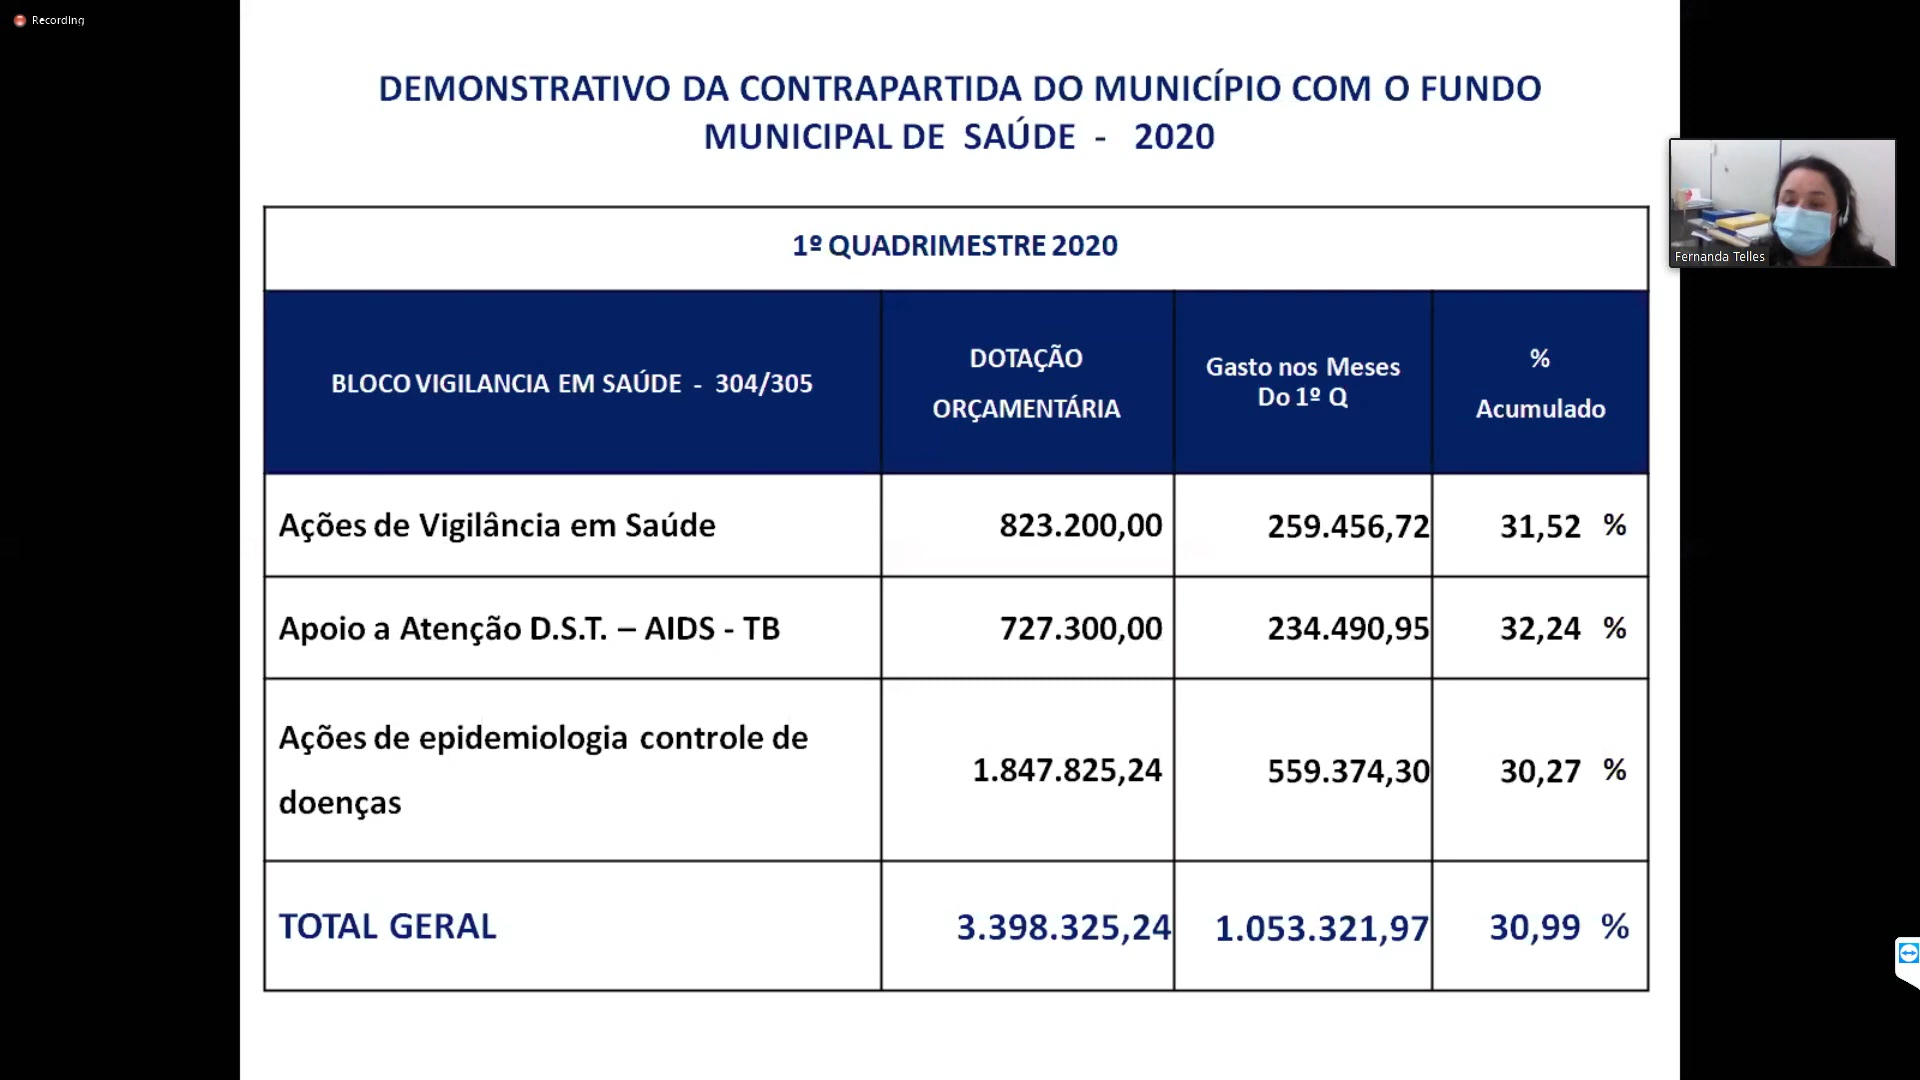 Recording
DEMONSTRATIVO DA CONTRAPARTIDA DO MUNICÍPIO COM O FUNDO
MUNICIPAL DE SAÚDE - 2020
1º QUADRIMESTRE 2020
BLOCO VIGILANCIA EM SAÚDE - 304/305
DOTAÇÃO
ORÇAMENTÁRIA
Gasto nos Meses
Do 1º Q
%
Acumulado
Ações de Vigilância em Saúde 823.200,00 259.456,72 31,52 %
Apoio a Atenção D.S.T. – AIDS - TB 727.300,00 234.490,95 32,24 %
Ações de epidemiologia controle de
doenças
1.847.825,24 559.374,30 30,27 %
TOTAL GERAL 3.398.325,24 1.053.321,97 30,99 %
Fernanda Telles